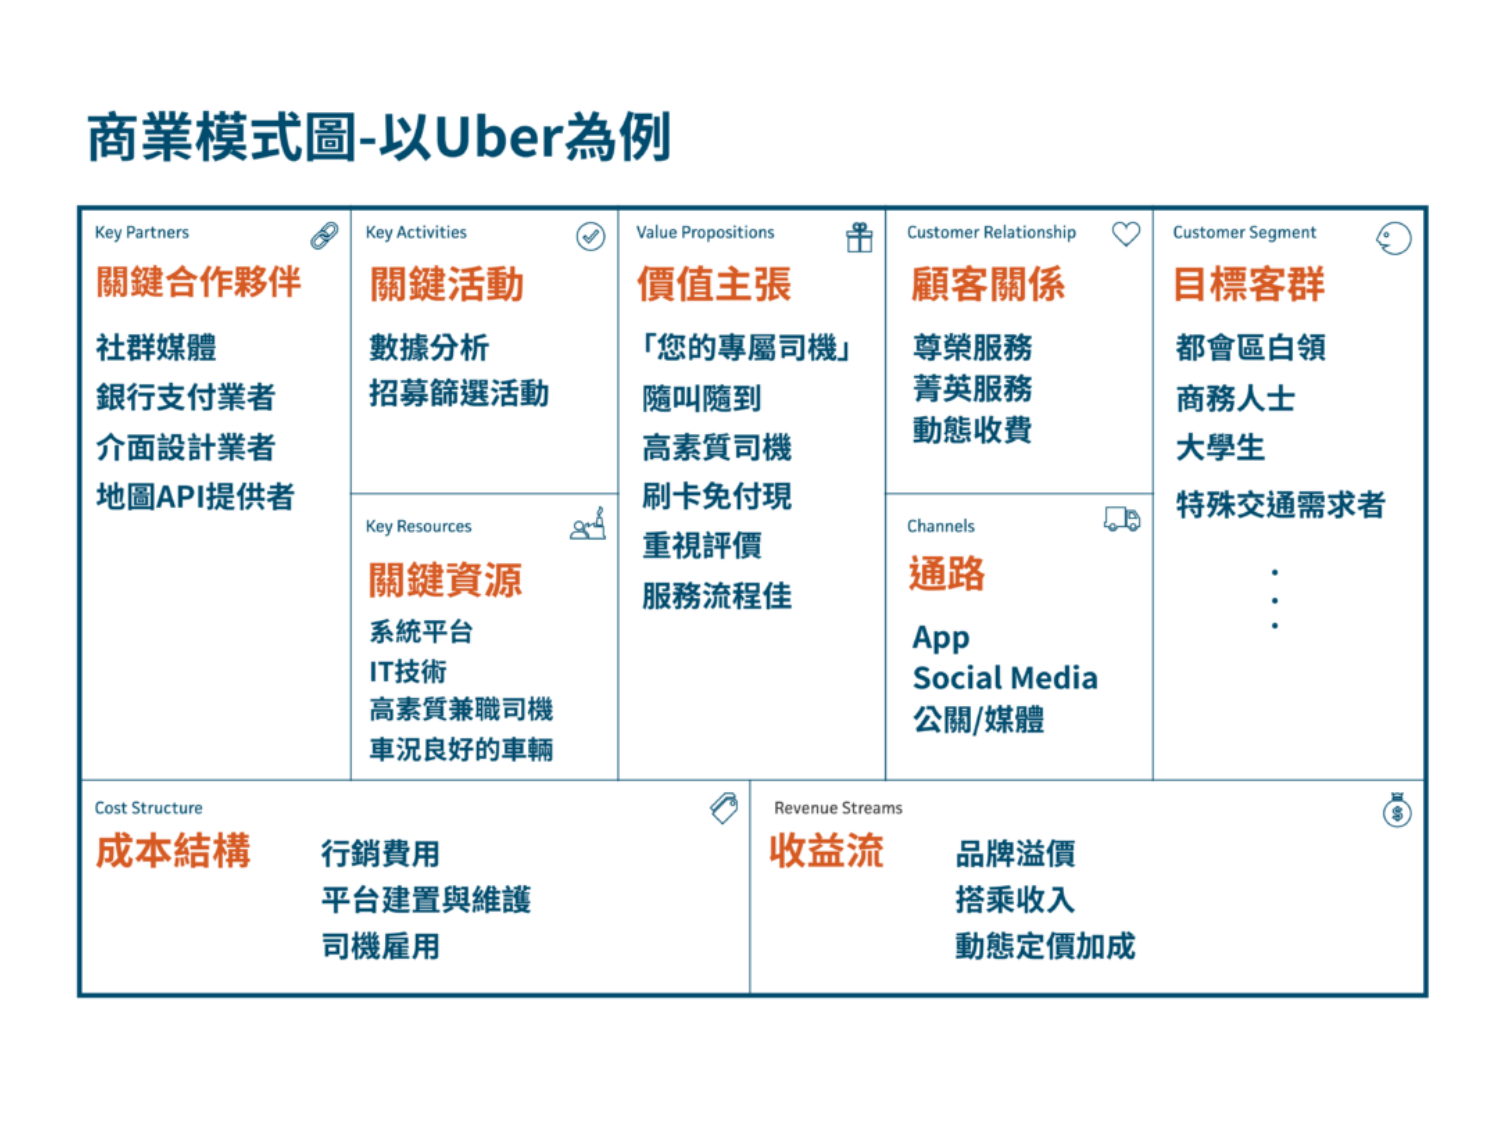 商業模式圖-以Uber為例
Key Partners
關鍵合作夥伴
社群媒體
銀行支付業者
介面設計業者
地圖API提供者
Key Activities
關鍵活動
數據分析
招募篩選活動
Key Resources
關鍵資源
系統平台
IT技術
高素質兼職司機
車況良好的車輛
Value Propositions
價值主張
「您的專屬司機」
隨叫隨到
高素質司機
刷卡免付現
重視評價
服務流程佳
Customer Relationship
顧客關係
尊榮服務
菁英服務
動態收費
Channels
通路
App
Social Media
公關/媒體
Customer Segment
目標客群
都會區白領
商務人士
大學生
特殊交通需求者
Cost Structure
成本結構
行銷費用
平台建置與維護
司機雇用
Revenue Streams
收益流
品牌溢價
搭乘收入
動態定價加成